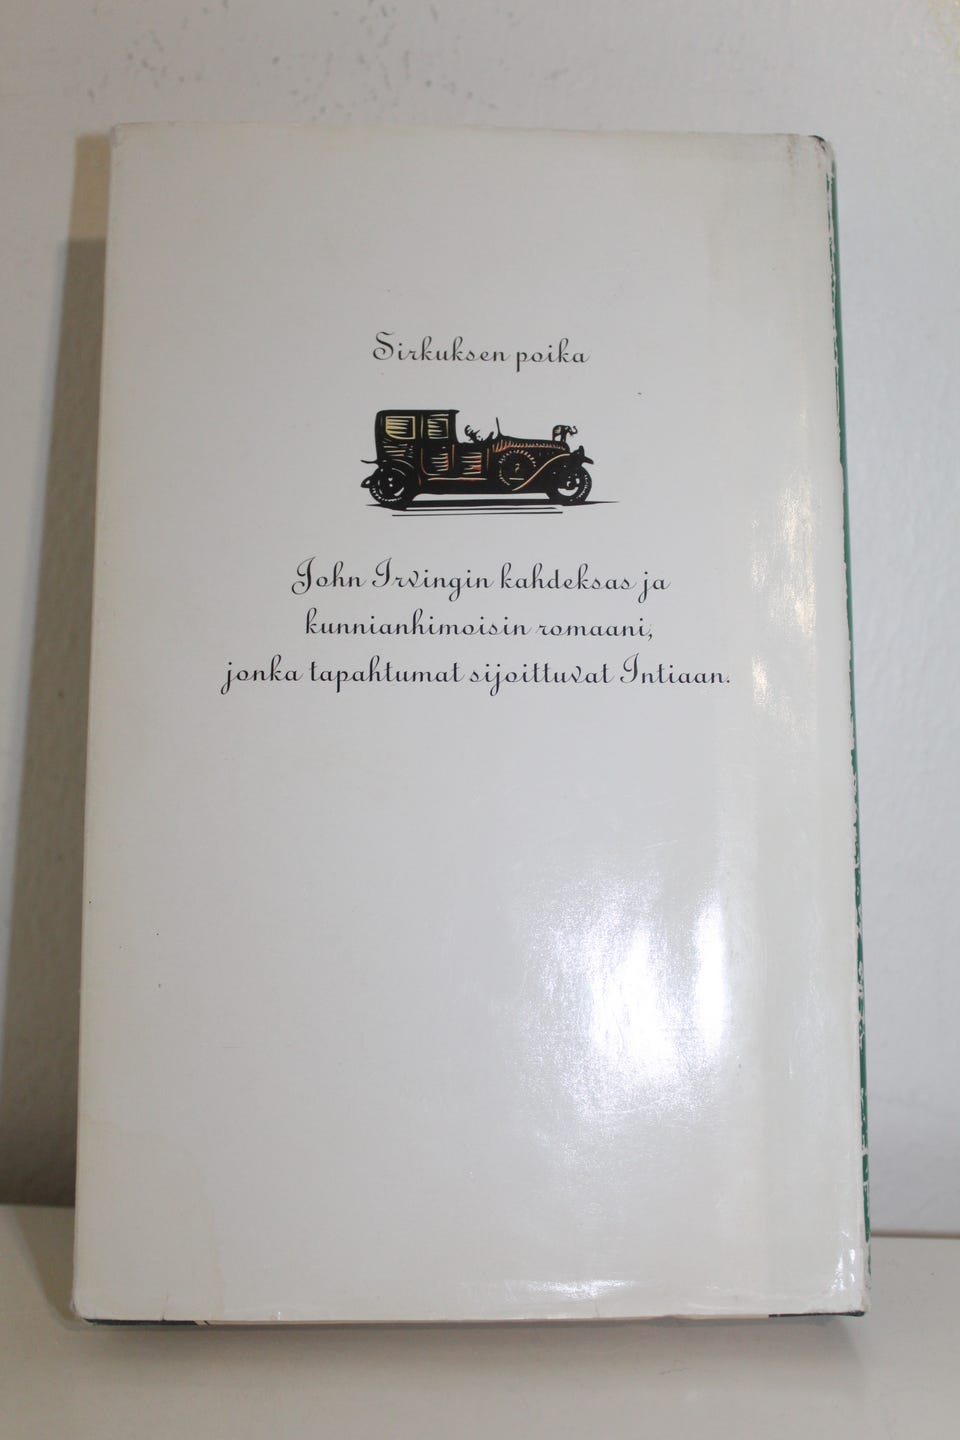 Sirkuksen poika
John Irvingin kahdeksas ja
kunnianhimoisin romaani,
jonka tapahtumat sijoittuvat Intiaan.